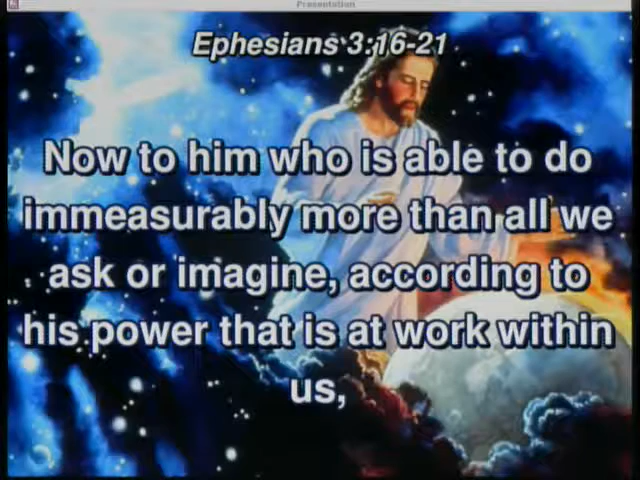 Presentation
Ephesians 3:16-21
Now to him who is able to do
immeasurably more than all we
ask or imagine, according to
his power that is at work within
us,